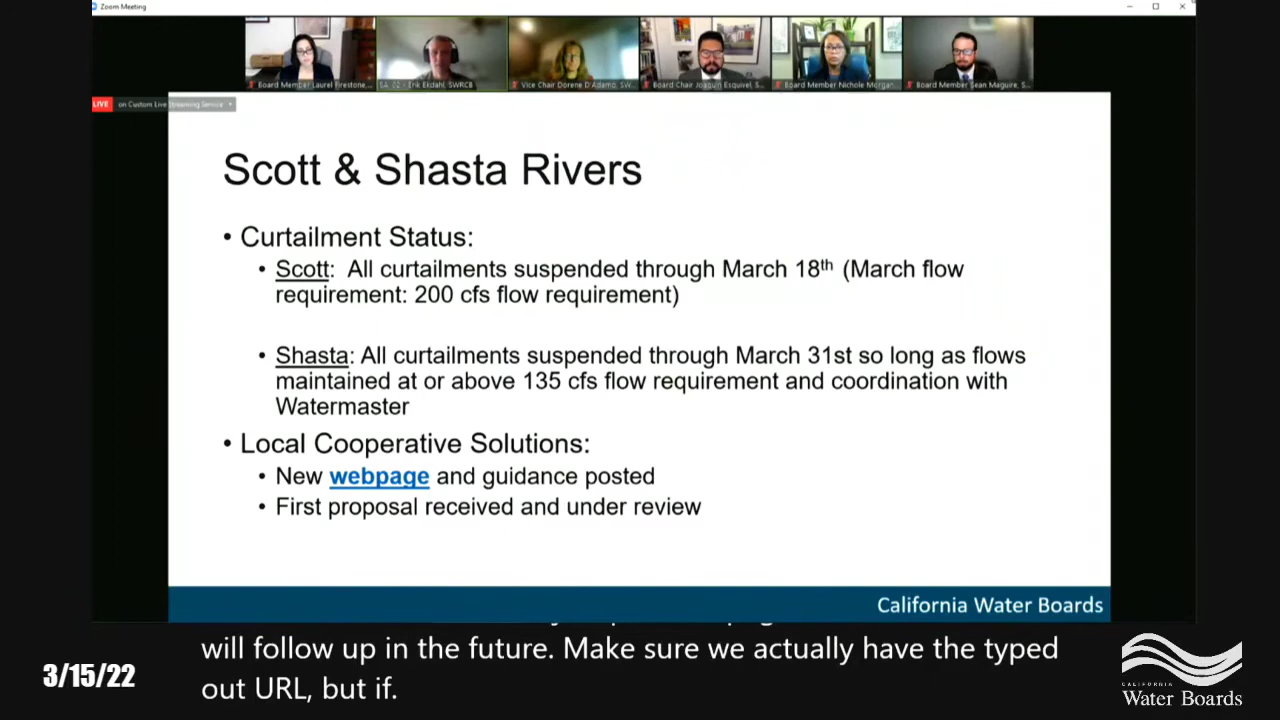 Zoom Meeting
Board Member Laurel Firestone,...
Erik Ekdahl, SWRCB
Vice Chair Dorene D'Adamo, SW...
Board Chair Joaquin Esquivel, S...
Board Member Nichole Morgan,
Board Member Sean Maguire, S...
LIVE on Custom Live Streaming Service
Scott & Shasta Rivers
• Curtailment Status:
• Scott: All curtailments suspended through March 18th (March flow
requirement: 200 cfs flow requirement)
• Shasta: All curtailments suspended through March 31st so long as flows
maintained at or above 135 cfs flow requirement and coordination with
Watermaster
• Local Cooperative Solutions:
• New webpage and guidance posted
• First proposal received and under review
California Water Boards
will follow up in the future. Make sure we actually have the typed
out URL, but if.
3/15/22
CALIFORNIA
Water Boards